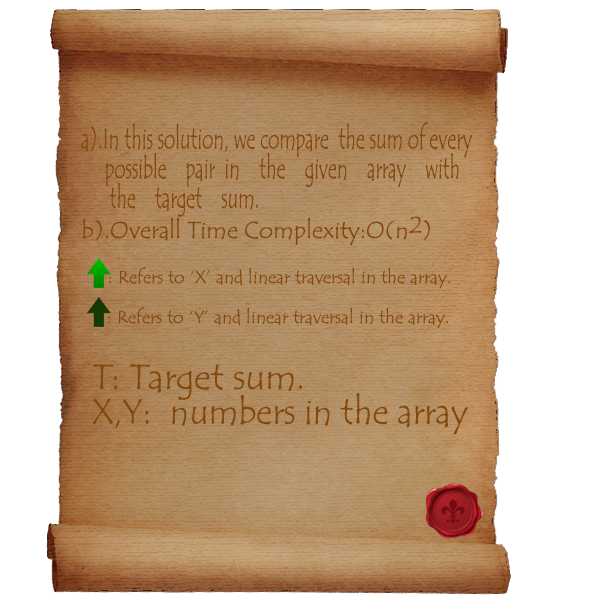 a).In this solution, we compare the sum of every
possible pair in the given array with
the target sum.
b).Overall Time Complexity:O(n2)
: Refers to ‘X’ and linear traversal in the array.
: Refers to ‘Y’ and linear traversal in the array.
T: Target sum.
X,Y: numbers in the array